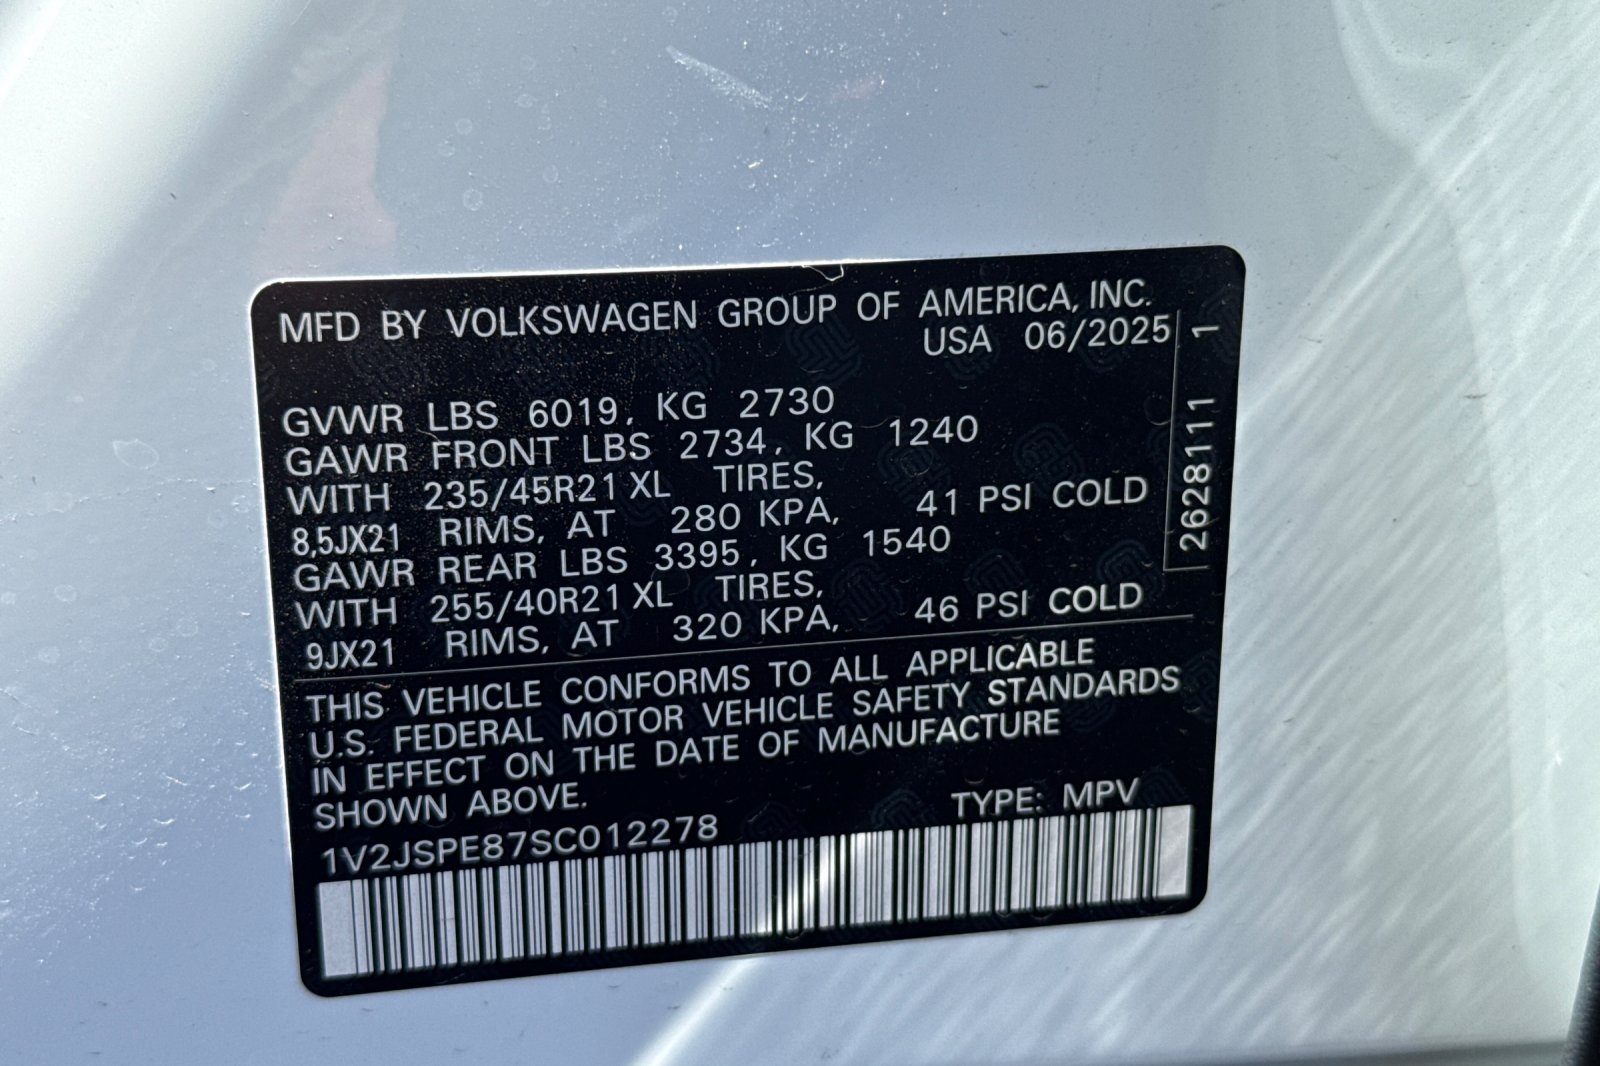 MFD BY VOLKSWAGEN GROUP OF AMERICA, INC.
USA 06/2025
GVWR LBS 6019, KG 2730
GAWR FRONT LBS 2734, KG 1240
WITH 235/45R21 XL TIRES,
8,5JX21 RIMS, AT 280 KPA, 41 PSI COLD
GAWR REAR LBS 3395, KG 1540
WITH 255/40R21 XL TIRES,
9JX21 RIMS, AT 320 KPA, 46 PSI COLD
THIS VEHICLE CONFORMS TO ALL APPLICABLE
U.S. FEDERAL MOTOR VEHICLE SAFETY STANDARDS
IN EFFECT ON THE DATE OF MANUFACTURE
SHOWN ABOVE.
TYPE: MPV
1V2JSPE87SC012278
2628111 1